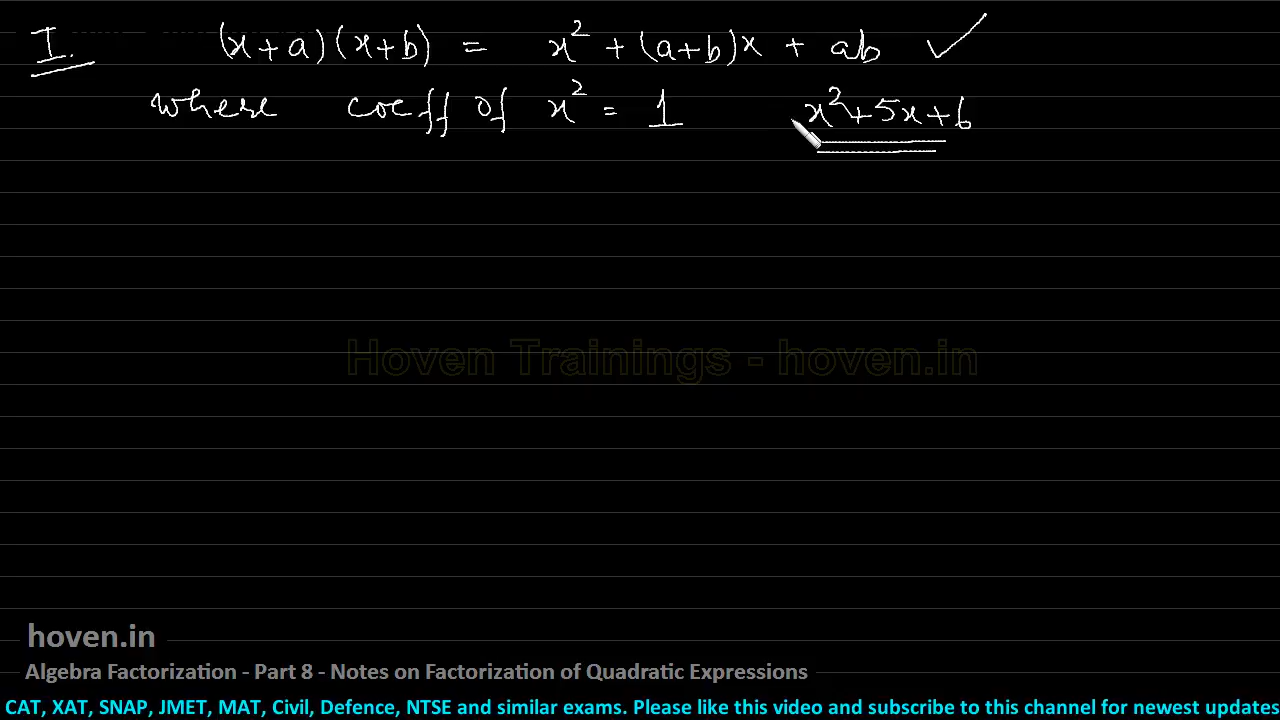 I. (x+a)(x+b) = x² + (a+b)x + ab ✓
where coeff of x² = 1 x²+5x+6
Hoven Trainings - hoven.in
hoven.in
Algebra Factorization - Part 8 - Notes on Factorization of Quadratic Expressions
CAT, XAT, SNAP, JMET, MAT, Civil, Defence, NTSE and similar exams. Please like this video and subscribe to this channel for newest updates